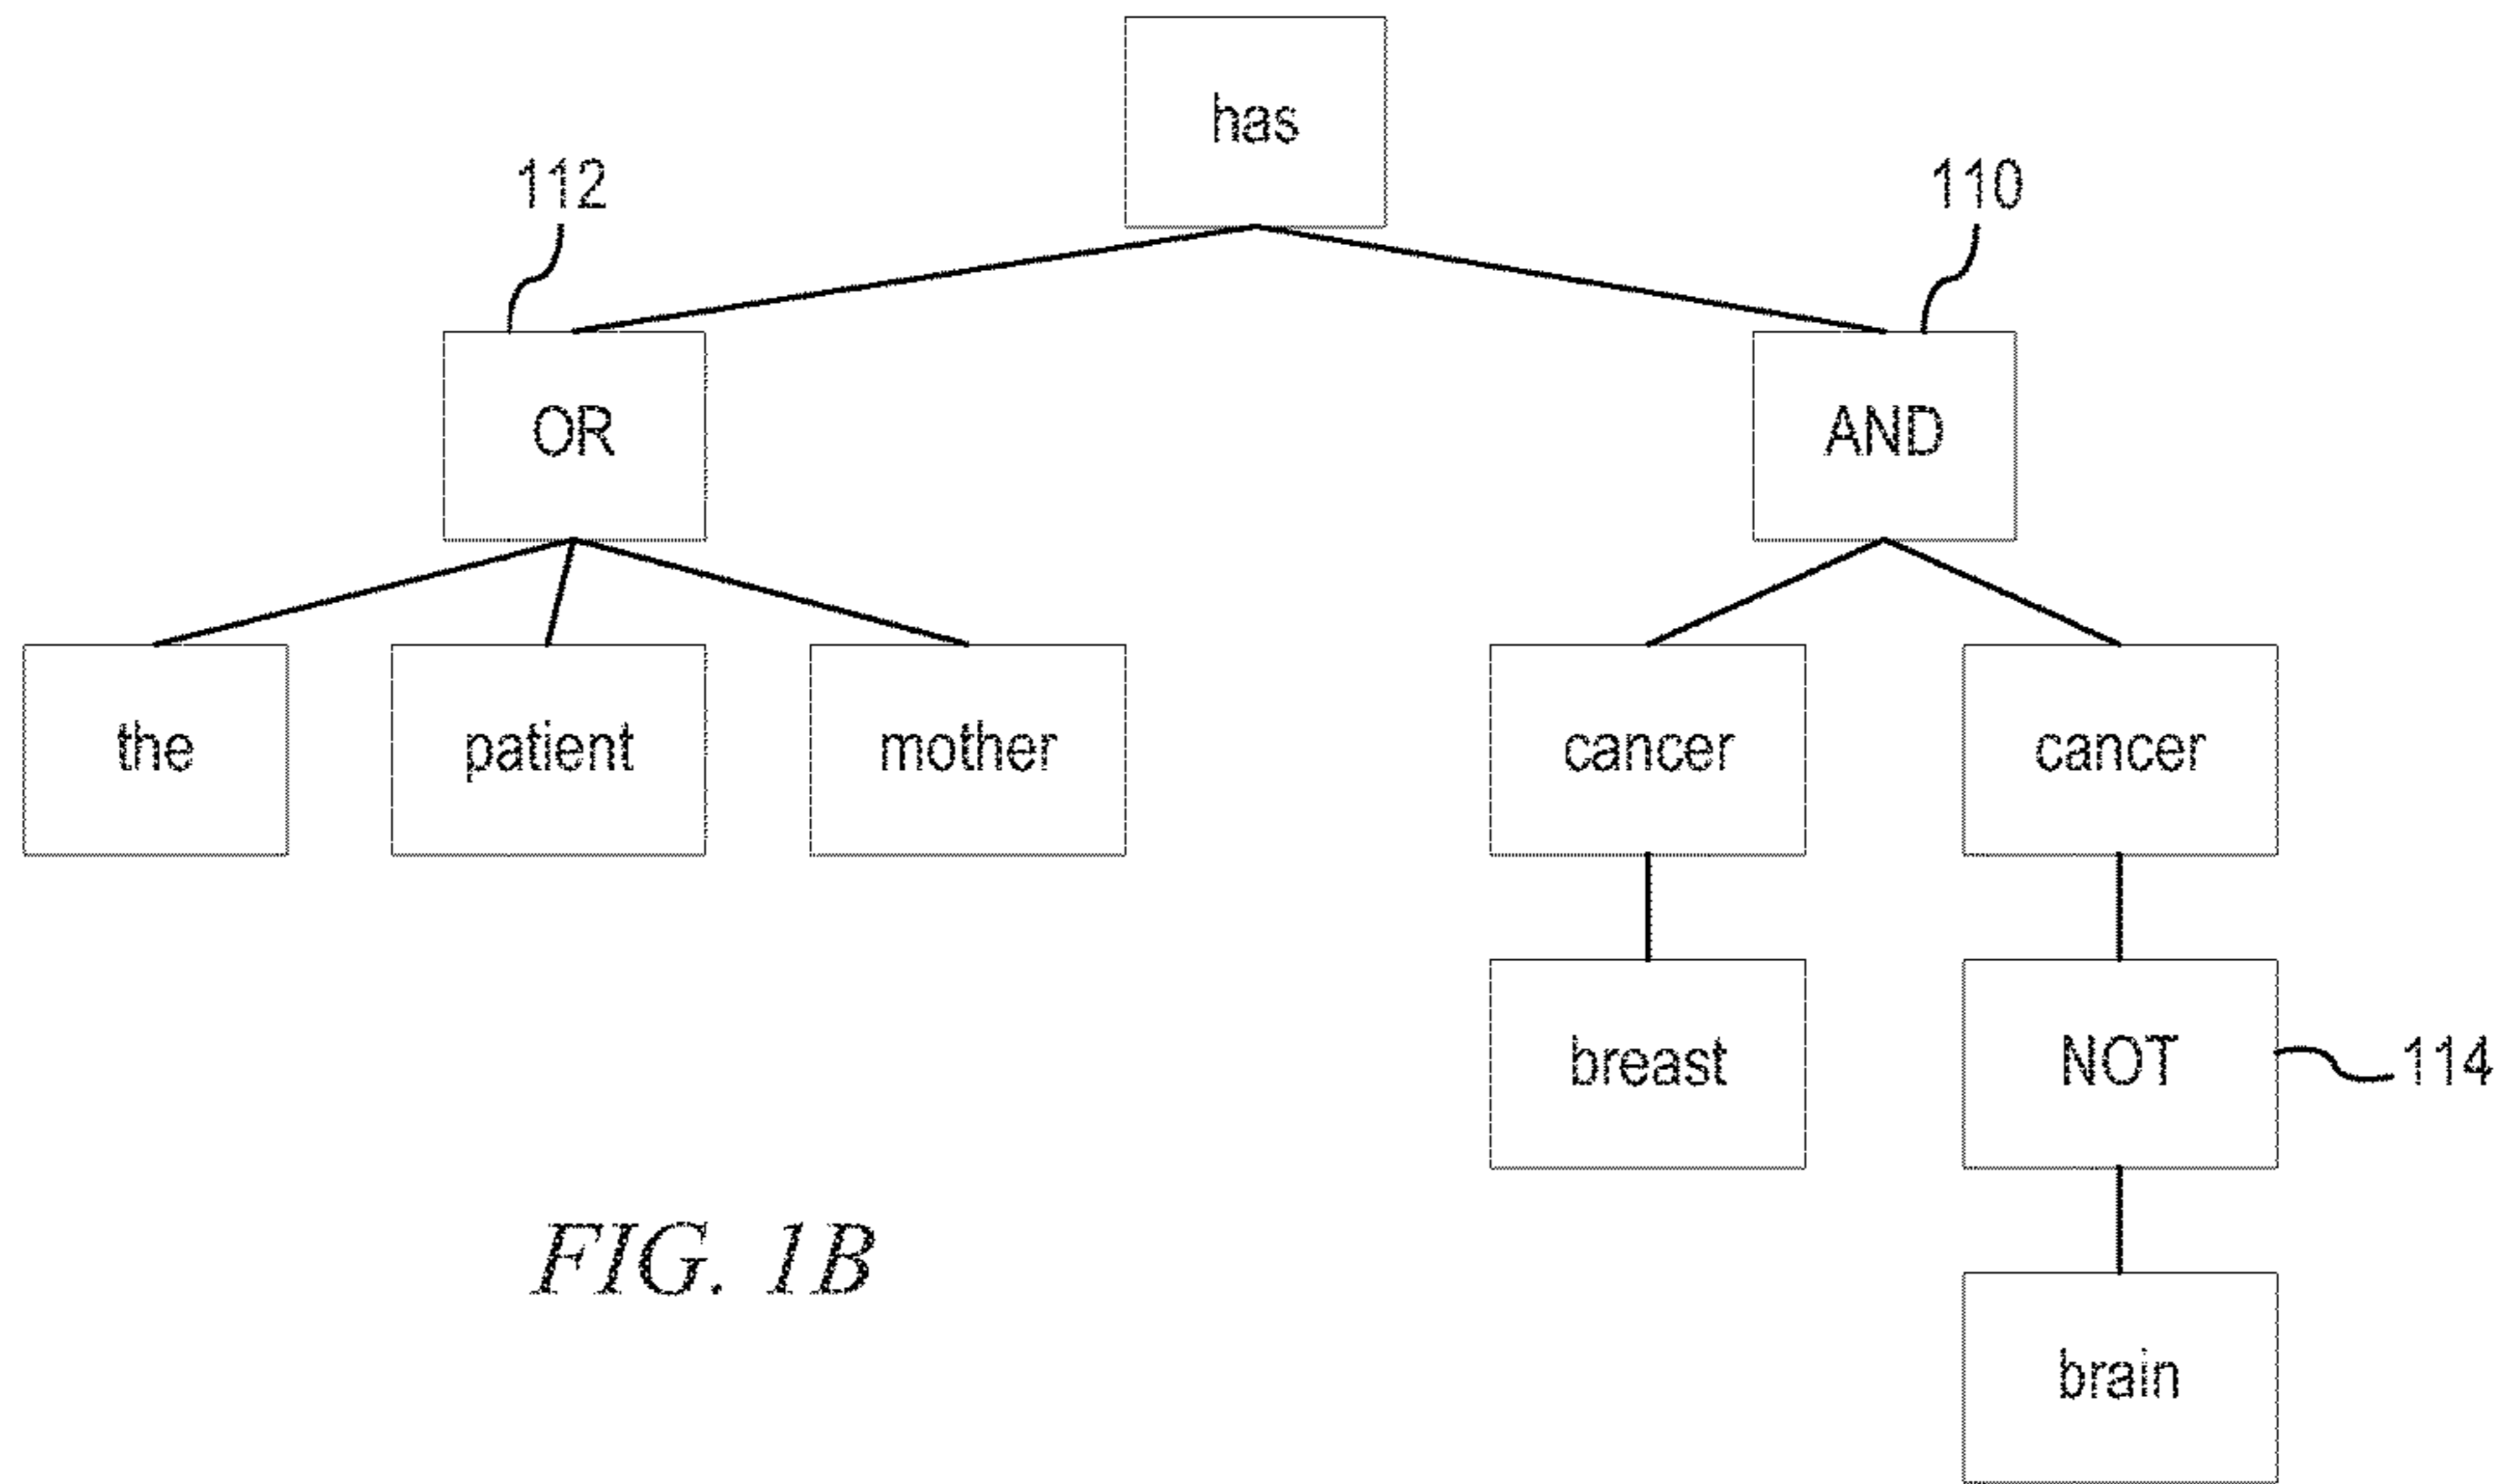 has
112
110
OR
AND
the
patient
mother
cancer
cancer
breast
NOT
114
FIG. 1B
brain